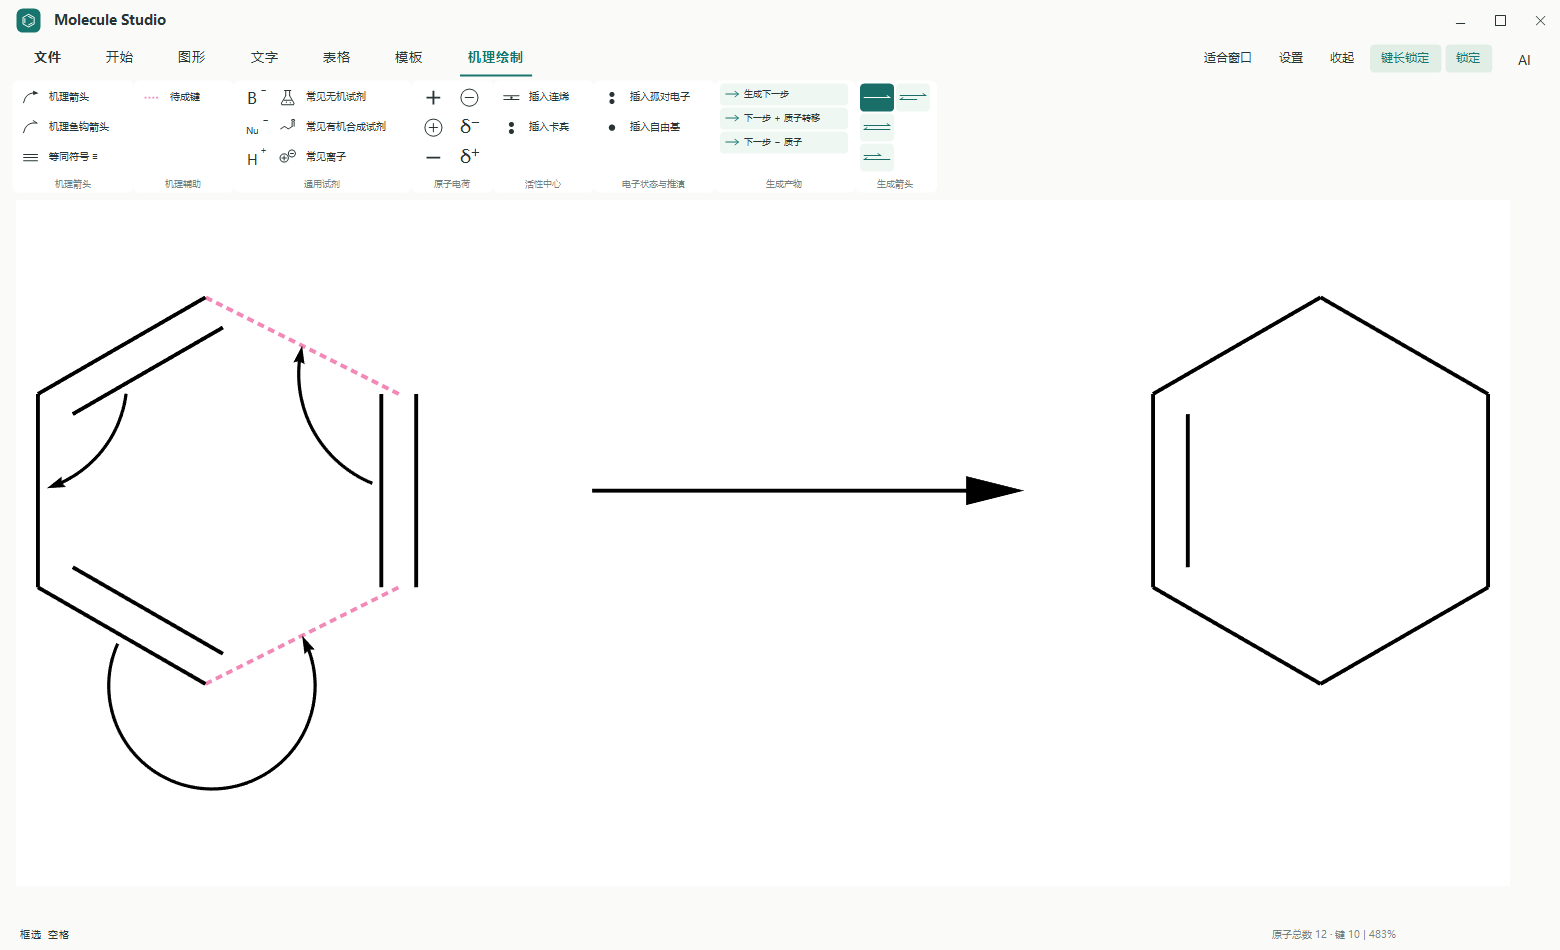 Molecule Studio
文件 开始 图形 文字 表格 模板 机理绘制 适合窗口 设置 收起 键长锁定 锁定 AI
机理箭头 待成键 B⁻ 常见无机试剂 + ⊖ 插入连烯 插入孤对电子 生成下一步
下一步 + 质子转移
机理鱼钩箭头 Nu⁻ 常见有机合成试剂 ⊕ δ⁻ 插入卡宾 插入自由基
下一步 − 质子
等同符号 ≡ H⁺ 常见离子 − δ⁺
机理箭头 机理辅助 通用试剂 原子电荷 活性中心 电子状态与推演 生成产物 生成箭头
框选 空格 原子总数 12 · 键 10 | 483%